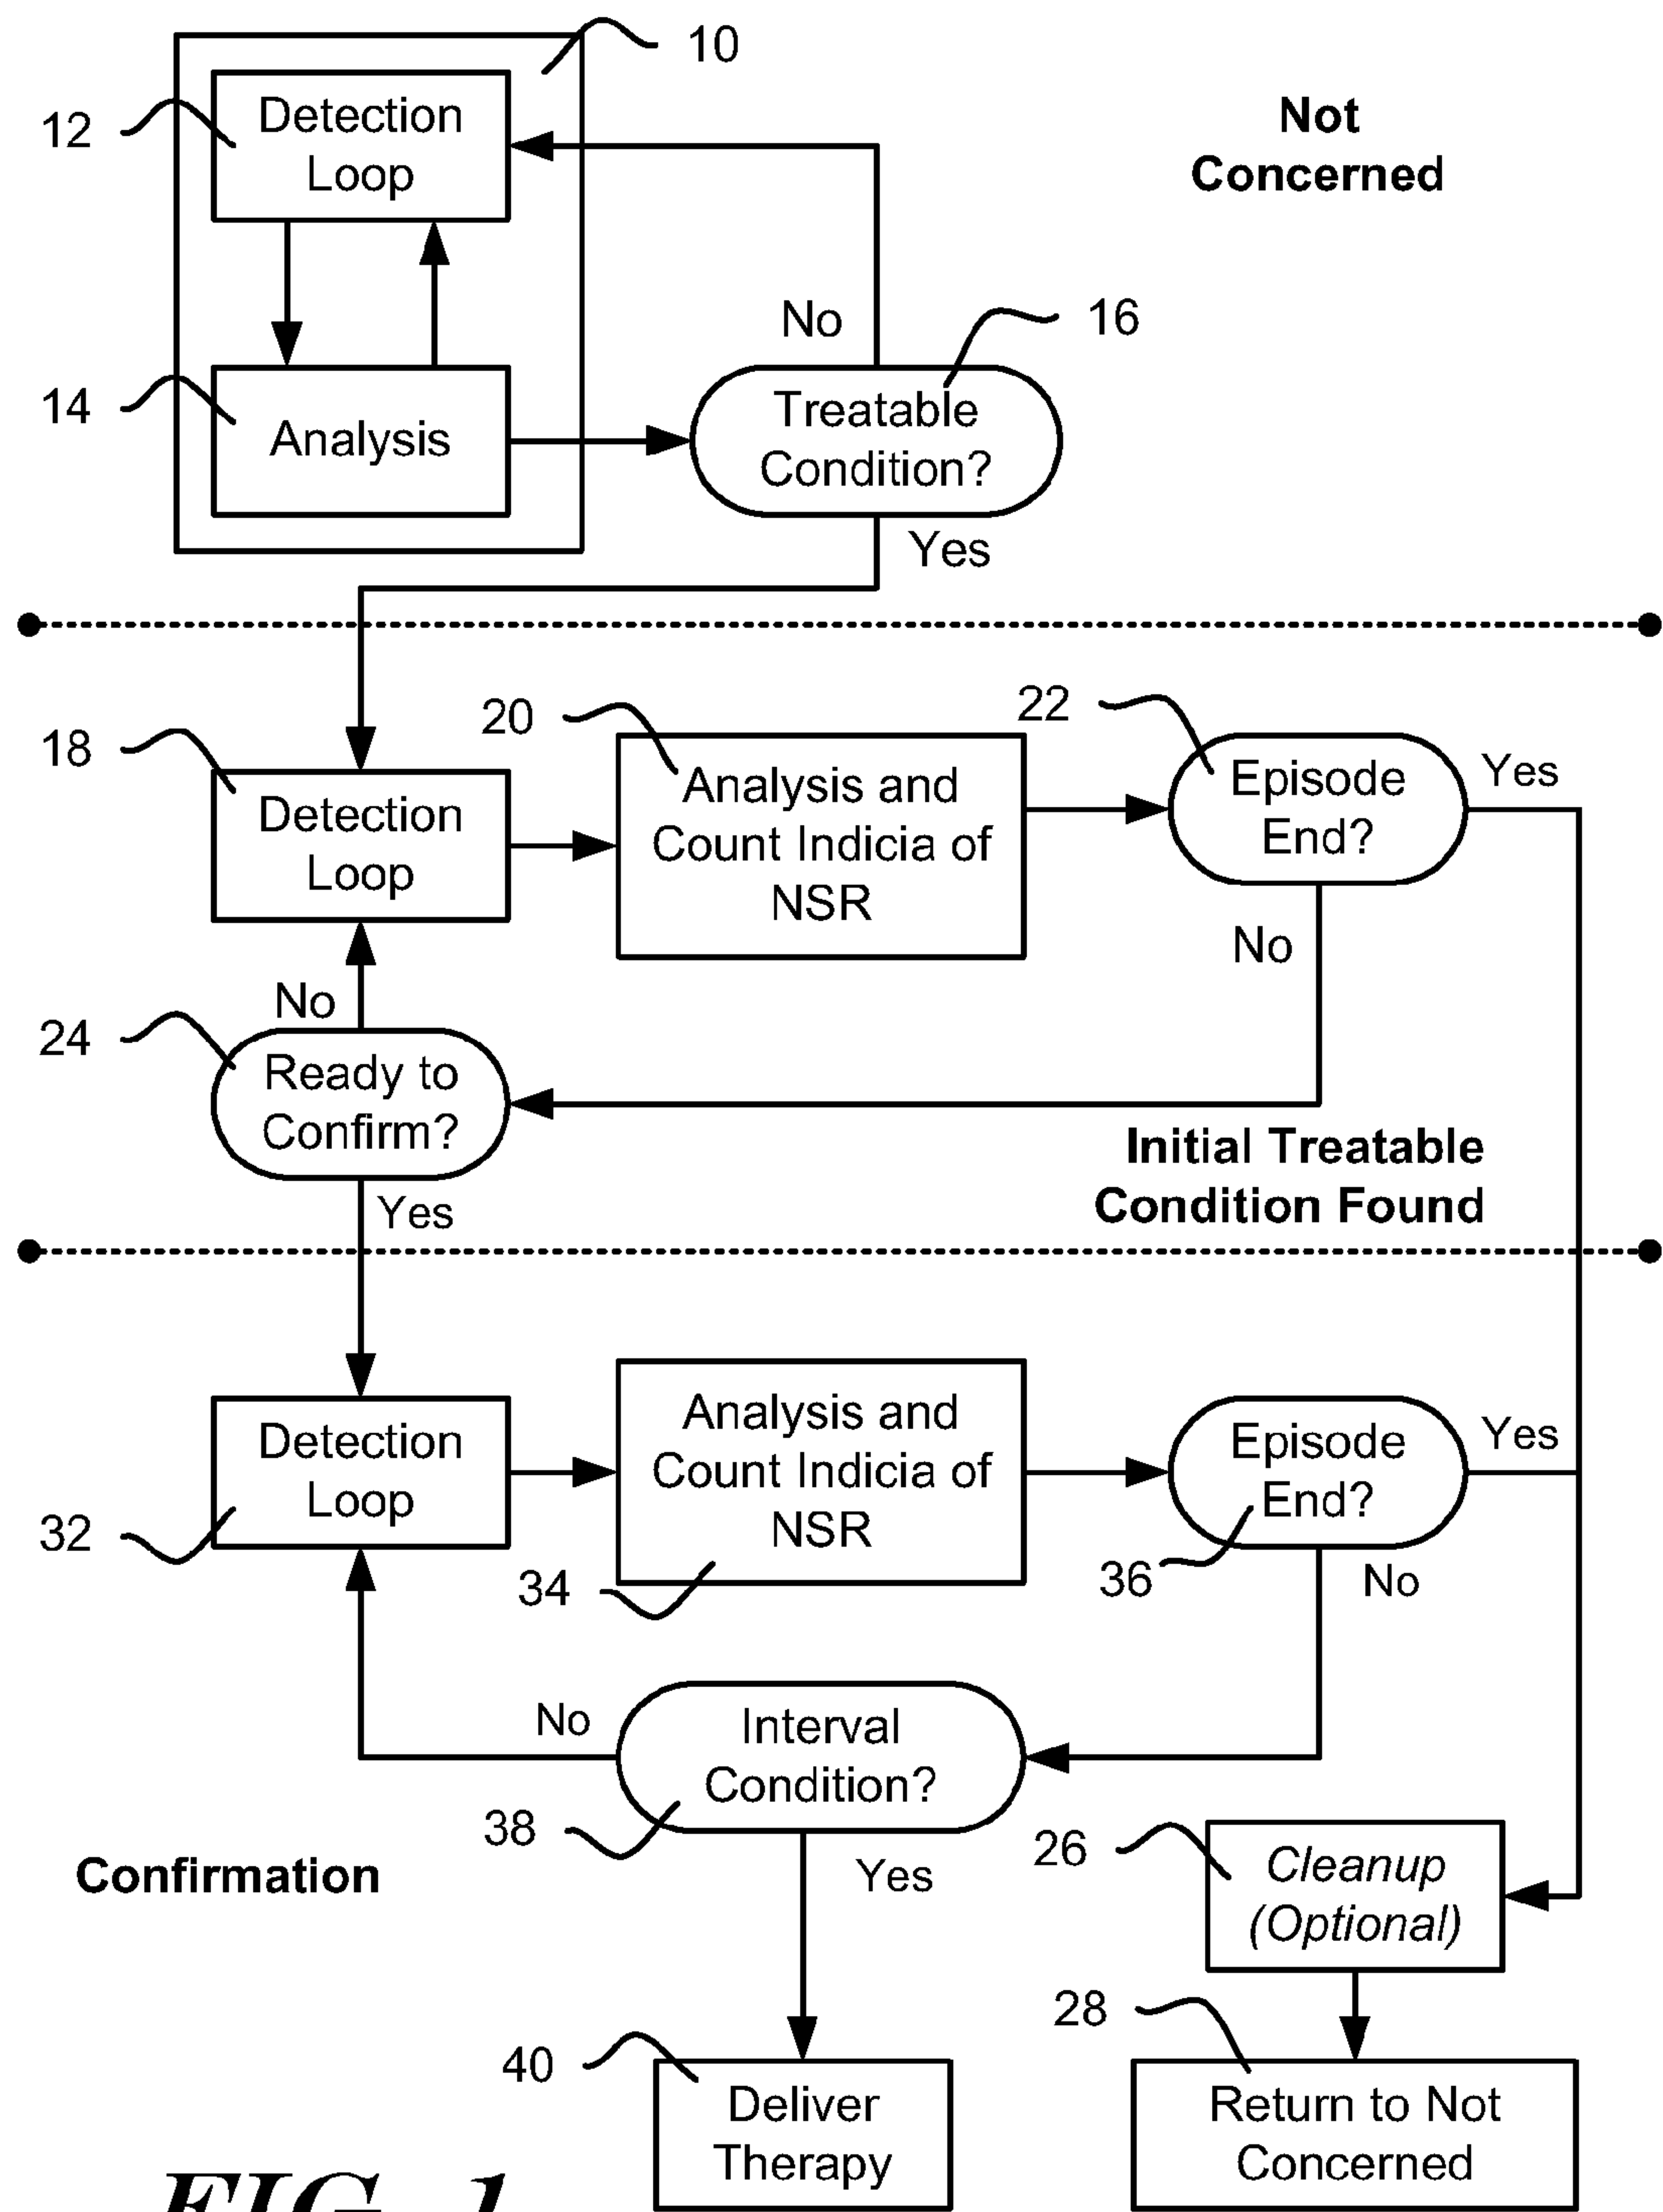 10
12
Detection
Loop
Not
Concerned
No
16
14
Analysis
Treatable
Condition?
Yes
18
Detection
Loop
20
Analysis and
Count Indicia of
NSR
22
Episode
End?
Yes
No
No
24
Ready to
Confirm?
Yes
Initial Treatable
Condition Found
Detection
Loop
32
Analysis and
Count Indicia of
NSR
34
Episode
End?
Yes
36
No
No
Interval
Condition?
38
Yes
Confirmation
26
Cleanup
(Optional)
28
40
Deliver
Therapy
Return to Not
Concerned
FIG. 1